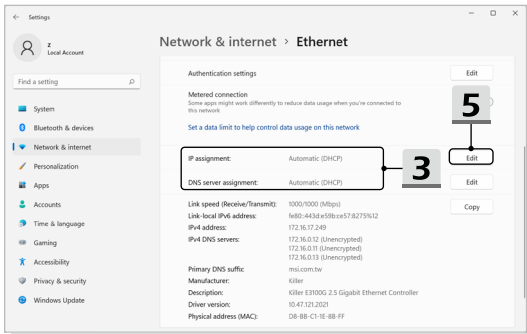 Settings
z
Local Account
Find a setting
System
Bluetooth & devices
Network & internet
Personalization
Apps
Accounts
Time & language
Gaming
Accessibility
Privacy & security
Windows Update
Network & internet > Ethernet
Authentication settings
Edit
Metered connection
Some apps might work differently to reduce data usage when you're connected to
this network
5
Set a data limit to help control data usage on this network
IP assignment: Automatic (DHCP)
3
Edit
DNS server assignment: Automatic (DHCP)
Edit
Link speed (Receive/Transmit): 1000/1000 (Mbps)
Copy
Link-local IPv6 address: fe80::443d:e59b:ce57:8275%12
IPv4 address: 172.16.17.249
IPv4 DNS servers: 172.16.0.12 (Unencrypted)
172.16.0.11 (Unencrypted)
172.16.0.13 (Unencrypted)
Primary DNS suffix: msi.com.tw
Manufacturer: Killer
Description: Killer E3100G 2.5 Gigabit Ethernet Controller
Driver version: 10.47.121.2021
Physical address (MAC): D8-BB-C1-1E-8B-FF